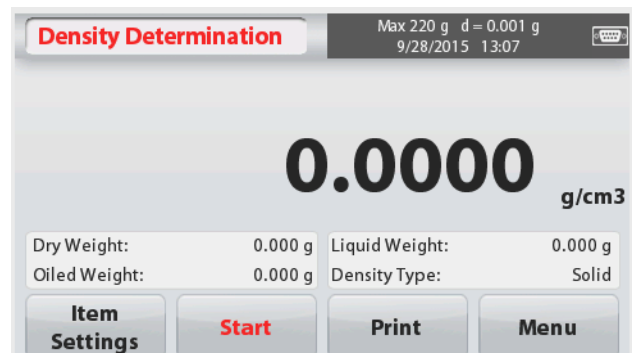 Density Determination
Max 220 g d = 0.001 g
9/28/2015 13:07
0.0000
g/cm3
Dry Weight: 0.000 g Liquid Weight: 0.000 g
Oiled Weight: 0.000 g Density Type: Solid
Item
Settings
Start
Print
Menu